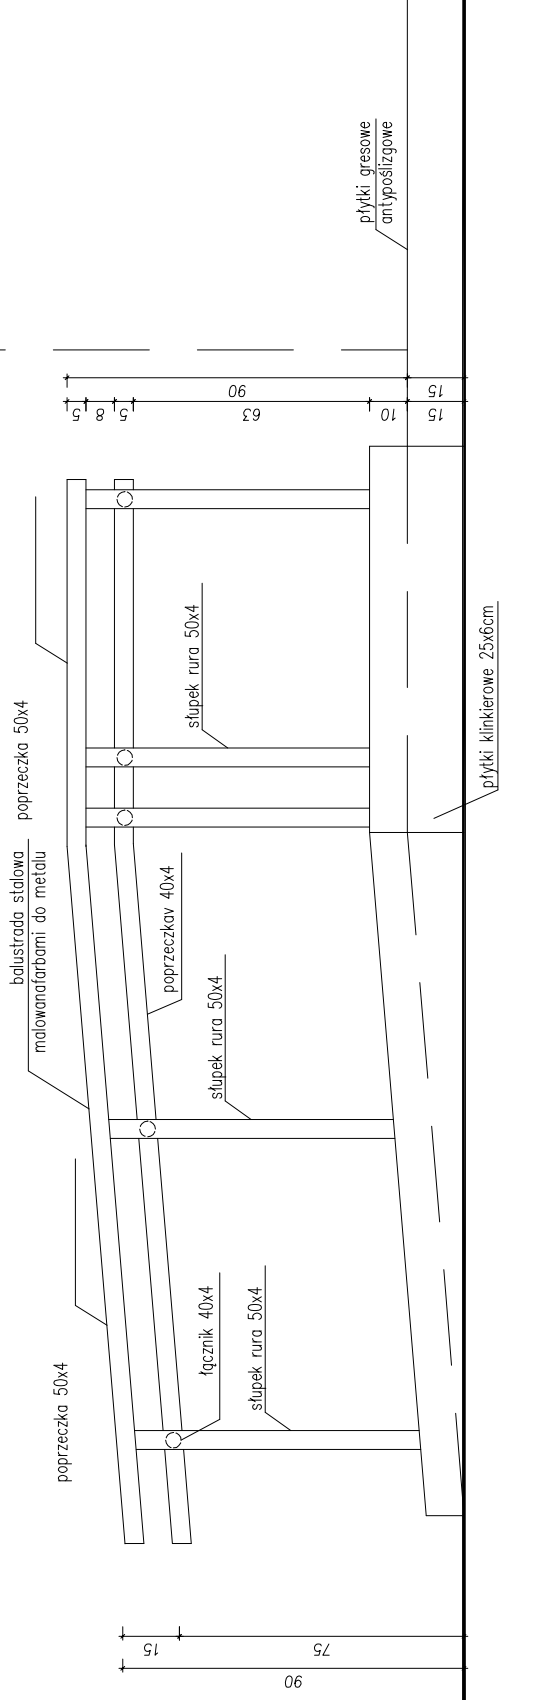 poprzeczka 50x4
łącznik 40x4
słupek rura 50x4
balustrada stalowa
malowanafarbami do metalu
poprzeczkav 40x4
słupek rura 50x4
poprzeczka 50x4
słupek rura 50x4
płytki klinkierowe 25x6cm
płytki gresowe
antypoślizgowe
15
75
90
5
8
5
63
10
15
90
15